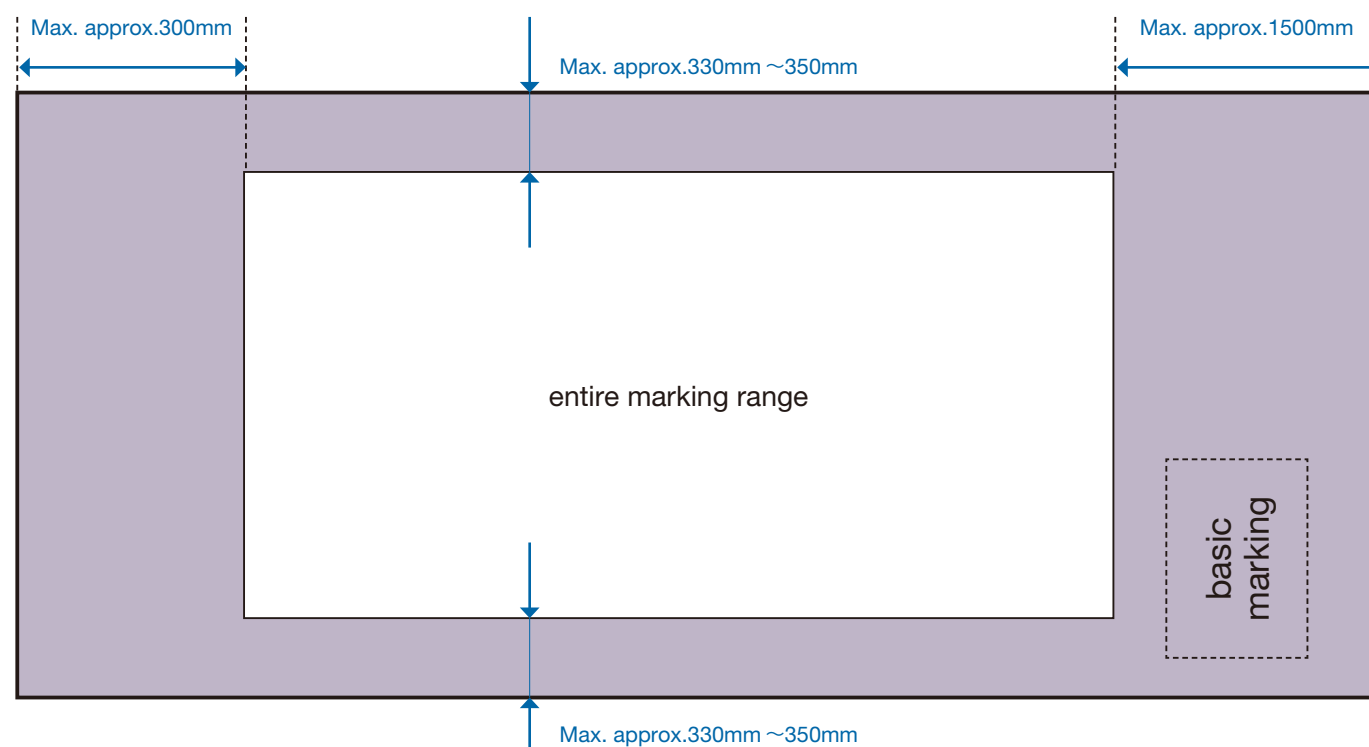 Max. approx.300mm
Max. approx.1500mm
Max. approx.330mm ～350mm
entire marking range
basic
marking
Max. approx.330mm ～350mm